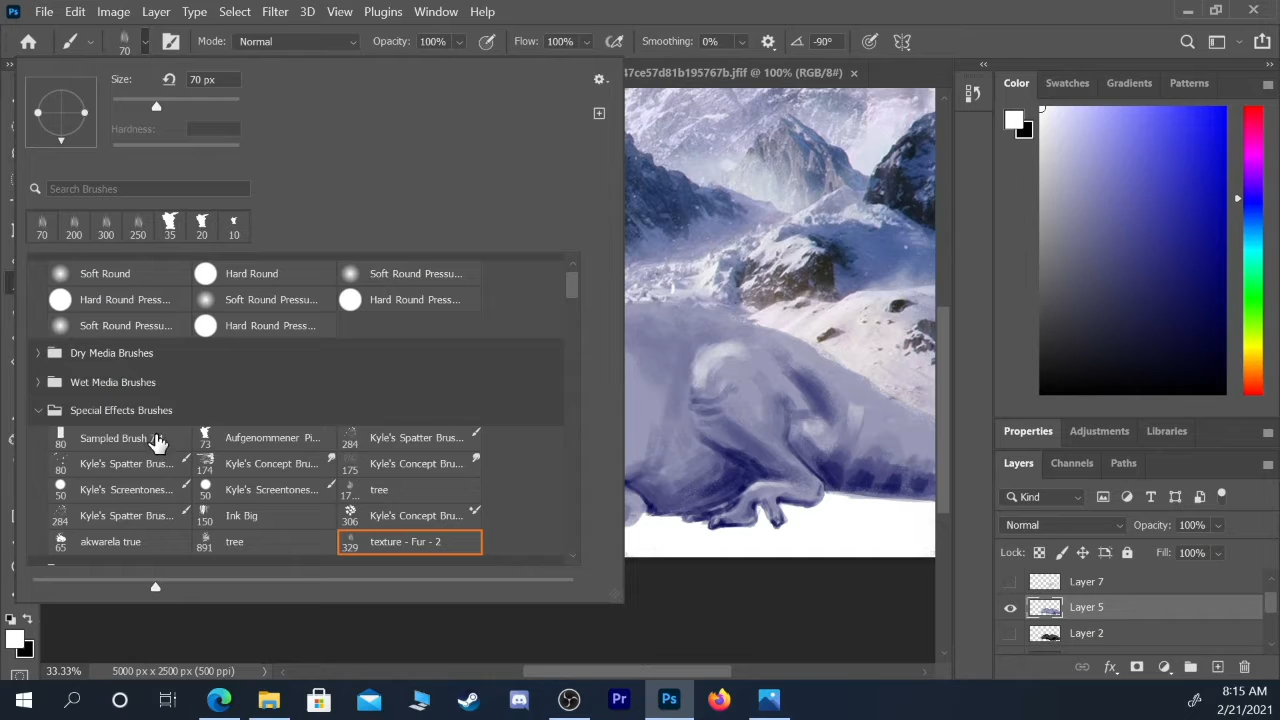 Ps File Edit Image Layer Type Select Filter 3D View Plugins Window Help
70 Mode: Normal Opacity: 100% Flow: 100% Smoothing: 0% -90°
47ce57d81b195767b.jfif @ 100% (RGB/8#) ×
Size: 70 px
Hardness:
Search Brushes
70 200 300 250 35 20 10
Soft Round Hard Round Soft Round Pressu...
Hard Round Press... Soft Round Pressu... Hard Round Press...
Soft Round Pressu... Hard Round Press...
Dry Media Brushes
Wet Media Brushes
Special Effects Brushes
80 Sampled Brush 73 Aufgenommener Pi... 284 Kyle's Spatter Brus...
80 Kyle's Spatter Brus... 174 Kyle's Concept Bru... 175 Kyle's Concept Bru...
50 Kyle's Screentones... 50 Kyle's Screentones... 17... tree
284 Kyle's Spatter Brus... 150 Ink Big 306 Kyle's Concept Bru...
65 akwarela true 891 tree 329 texture - Fur - 2
Color Swatches Gradients Patterns
Properties Adjustments Libraries
Layers Channels Paths
Kind
Normal Opacity: 100%
Lock: Fill: 100%
Layer 7
Layer 5
Layer 2
33.33% 5000 px x 2500 px (500 ppi)
Pr Ps
8:15 AM
2/21/2021